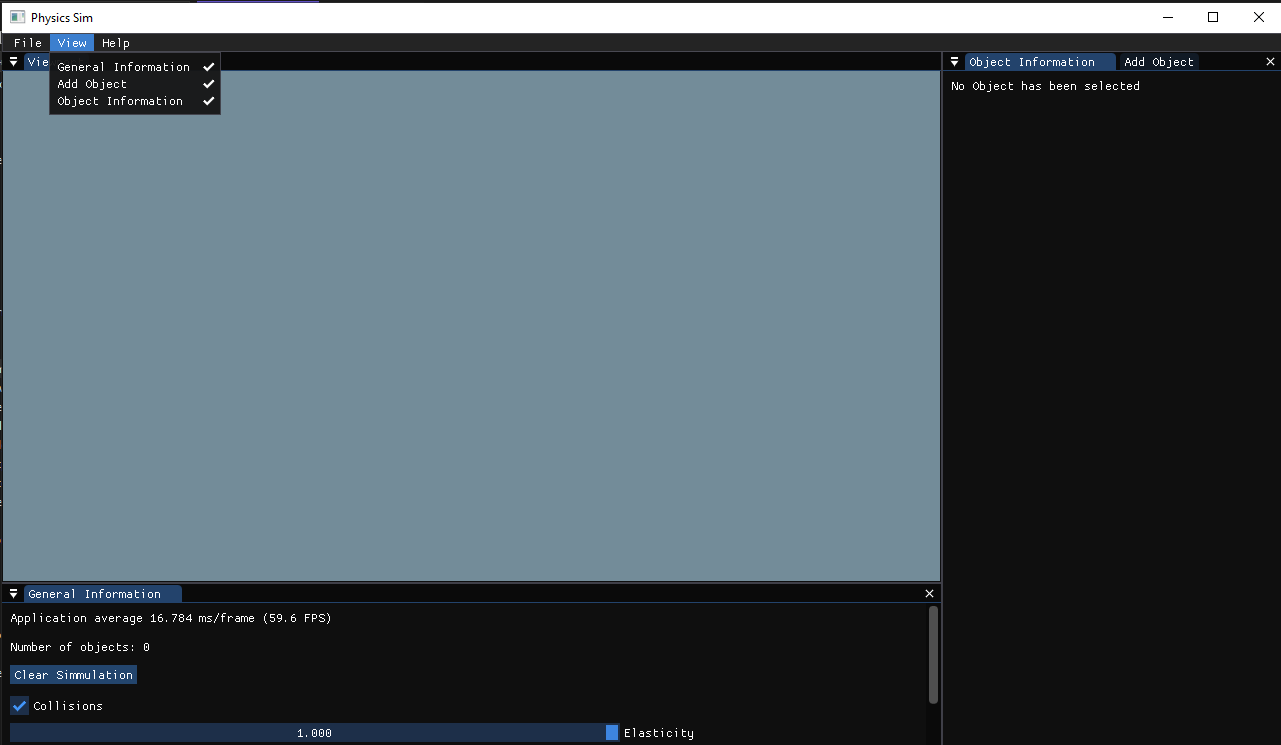 Physics Sim
File View Help
Vie
General Information
Add Object
Object Information
Object Information Add Object
No Object has been selected
General Information
Application average 16.784 ms/frame (59.6 FPS)
Number of objects: 0
Clear Simmulation
Collisions
1.000 Elasticity